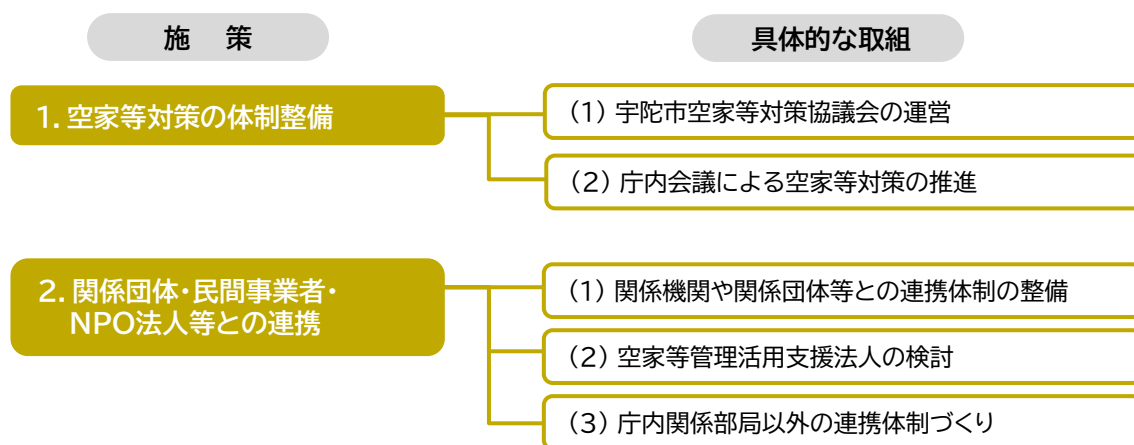 施 策
具体的な取組
1. 空家等対策の体制整備
(1) 宇陀市空家等対策協議会の運営
(2) 庁内会議による空家等対策の推進
2. 関係団体・民間事業者・
NPO法人等との連携
(1) 関係機関や関係団体等との連携体制の整備
(2) 空家等管理活用支援法人の検討
(3) 庁内関係部局以外の連携体制づくり